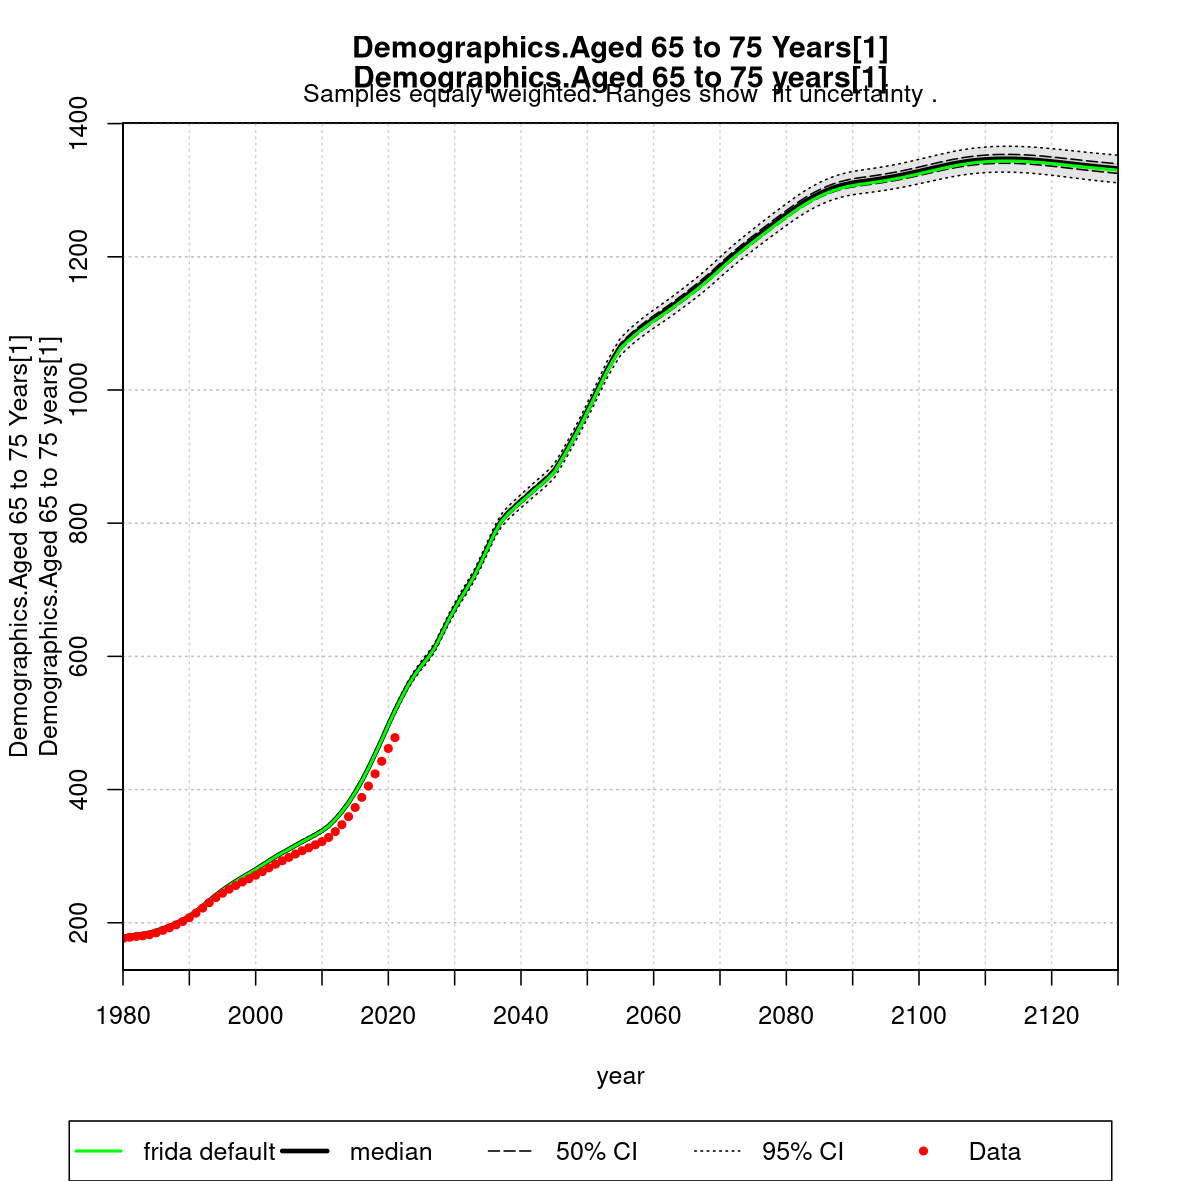 Demographics.Aged 65 to 75 Years[1]
Demographics.Aged 65 to 75 years[1]
Samples equaly weighted. Ranges show fit uncertainty .
Demographics.Aged 65 to 75 Years[1]
Demographics.Aged 65 to 75 years[1]
1400
1200
1000
800
600
400
200
1980 2000 2020 2040 2060 2080 2100 2120
year
frida default median 50% CI 95% CI Data